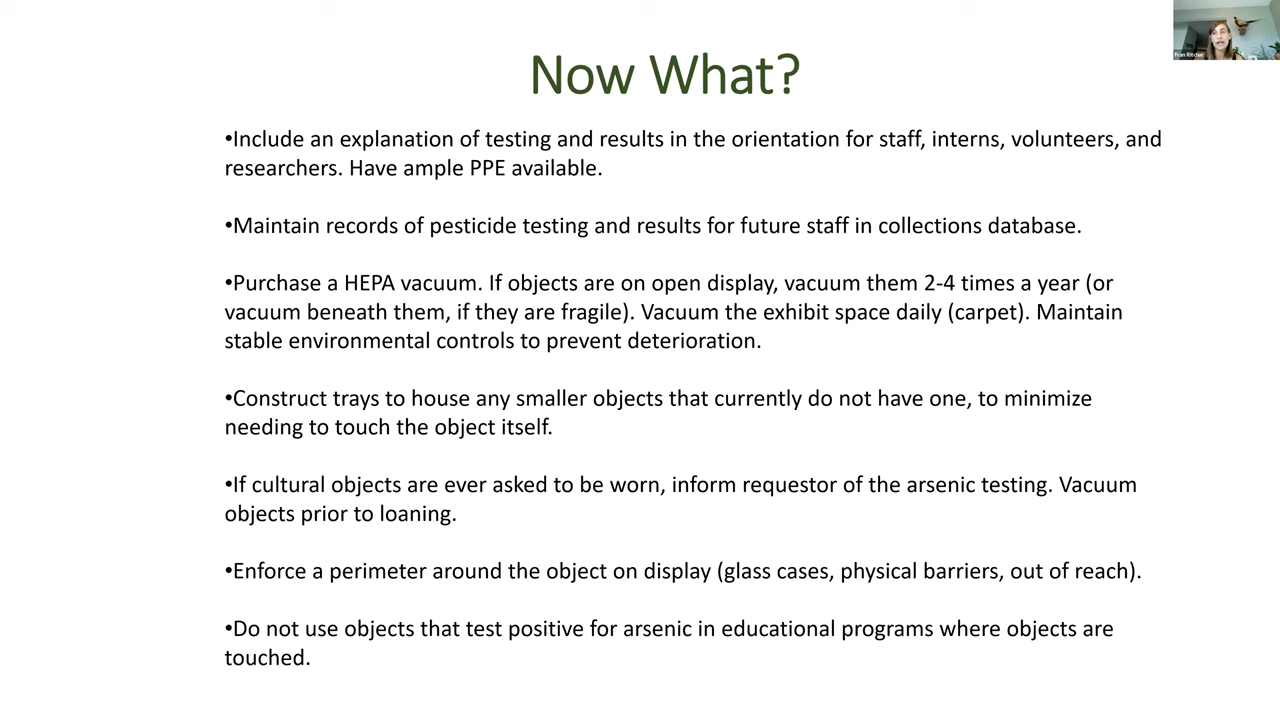 Now What?
•Include an explanation of testing and results in the orientation for staff, interns, volunteers, and
researchers. Have ample PPE available.
•Maintain records of pesticide testing and results for future staff in collections database.
•Purchase a HEPA vacuum. If objects are on open display, vacuum them 2-4 times a year (or
vacuum beneath them, if they are fragile). Vacuum the exhibit space daily (carpet). Maintain
stable environmental controls to prevent deterioration.
•Construct trays to house any smaller objects that currently do not have one, to minimize
needing to touch the object itself.
•If cultural objects are ever asked to be worn, inform requestor of the arsenic testing. Vacuum
objects prior to loaning.
•Enforce a perimeter around the object on display (glass cases, physical barriers, out of reach).
•Do not use objects that test positive for arsenic in educational programs where objects are
touched.
Fran Ritchie